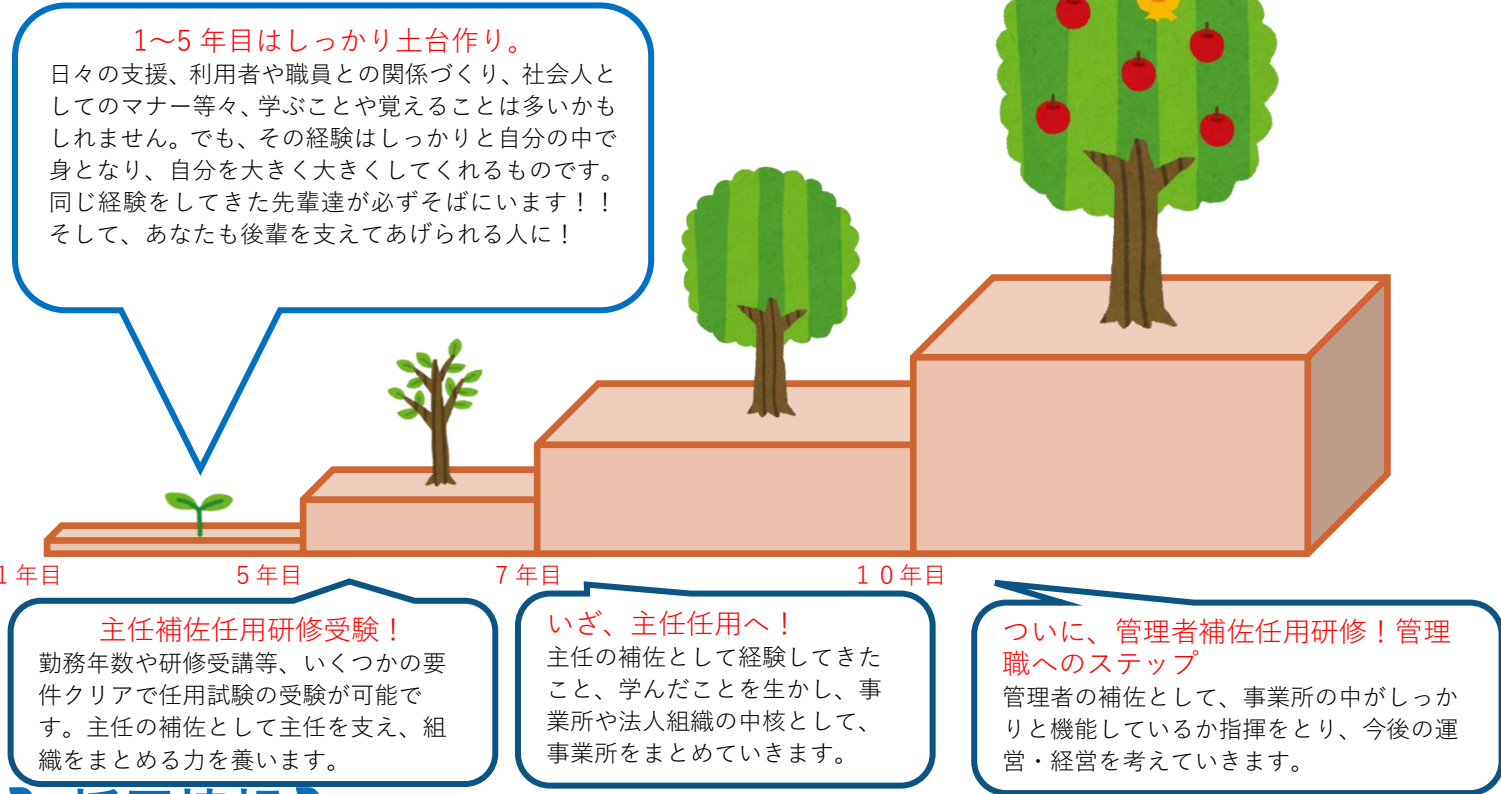 1～5 年目はしっかり土台作り。
日々の支援、利用者や職員との関係づくり、社会人と
してのマナー等々、学ぶことや覚えることは多いかも
しれません。でも、その経験はしっかりと自分の中で
身となり、自分を大きく大きくしてくれるものです。
同じ経験をしてきた先輩達が必ずそばにいます！！
そして、あなたも後輩を支えてあげられる人に！
1 年目
5 年目
7 年目
１０年目
主任補佐任用研修受験！
勤務年数や研修受講等、いくつかの要
件クリアで任用試験の受験が可能で
す。主任の補佐として主任を支え、組
織をまとめる力を養います。
いざ、主任任用へ！
主任の補佐として経験してきた
こと、学んだことを生かし、事
業所や法人組織の中核として、
事業所をまとめていきます。
ついに、管理者補佐任用研修！管理
職へのステップ
管理者の補佐として、事業所の中がしっか
りと機能しているか指揮をとり、今後の運
営・経営を考えていきます。